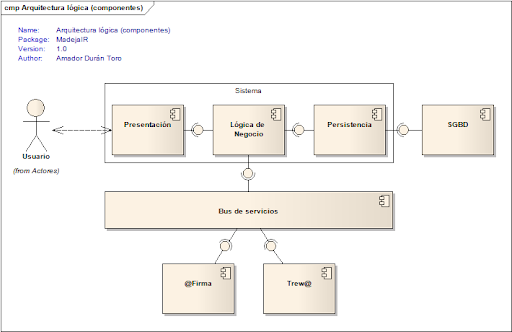 cmp Arquitectura lógica (componentes)
Name: Arquitectura lógica (componentes)
Package: MadejaIR
Version: 1.0
Author: Amador Durán Toro
Sistema
Presentación
Lógica de
Negocio
Persistencia
SGBD
Usuario
(from Actores)
Bus de servicios
@Firma
Trew@